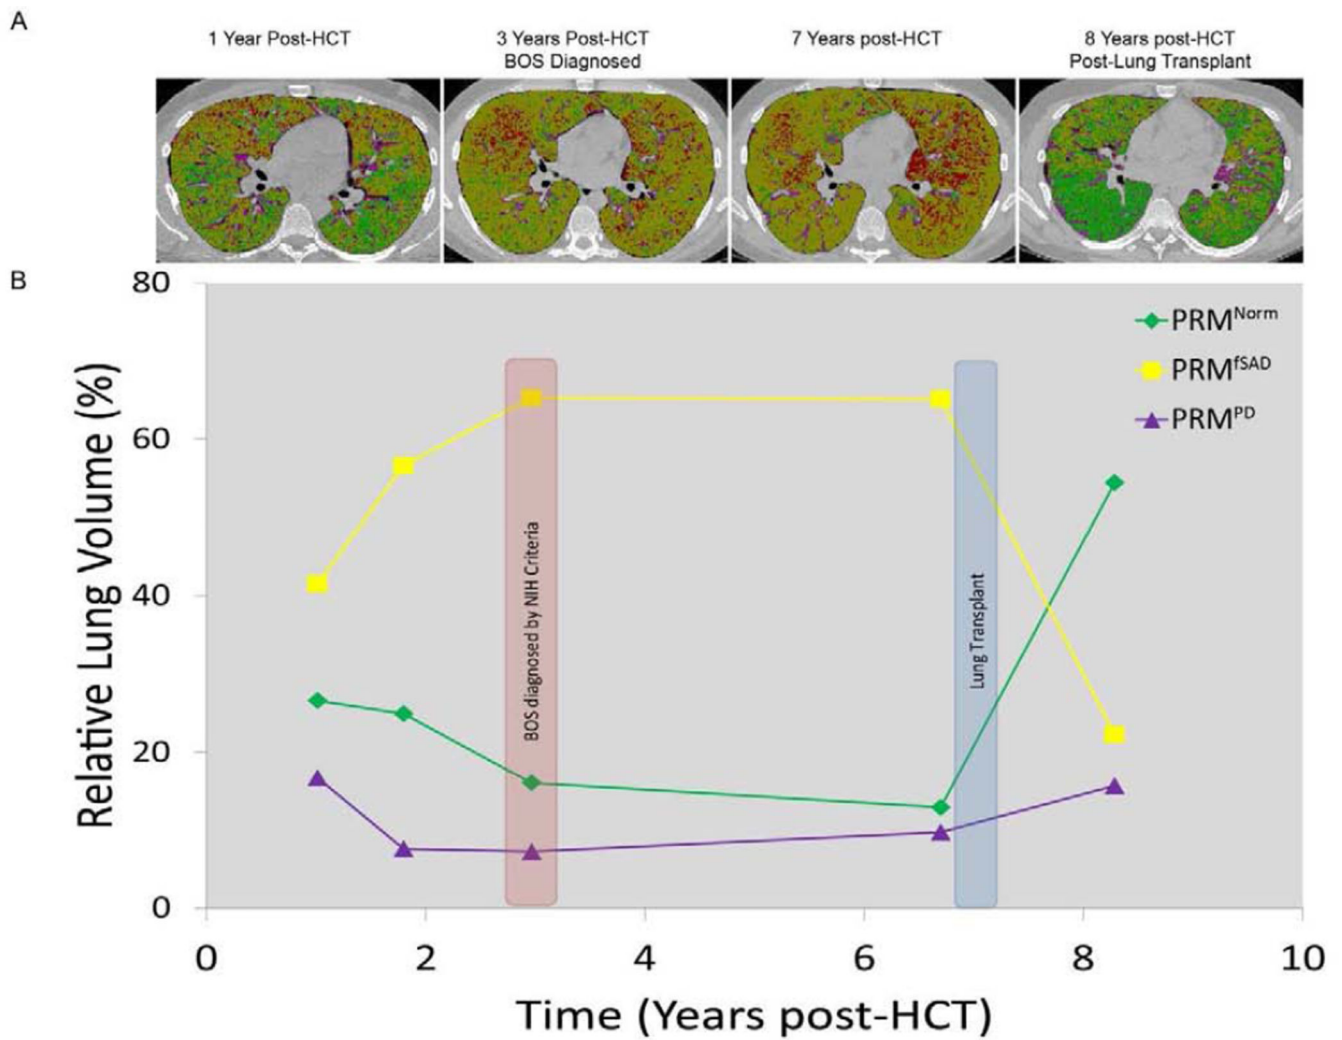 A
1 Year Post-HCT
3 Years Post-HCT
BOS Diagnosed
7 Years post-HCT
8 Years post-HCT
Post-Lung Transplant
B
80
60
40
20
0
Relative Lung Volume (%)
PRMNorm
PRMfSAD
PRMPD
BOS diagnosed by NIH Criteria
Lung Transplant
0 2 4 6 8 10
Time (Years post-HCT)